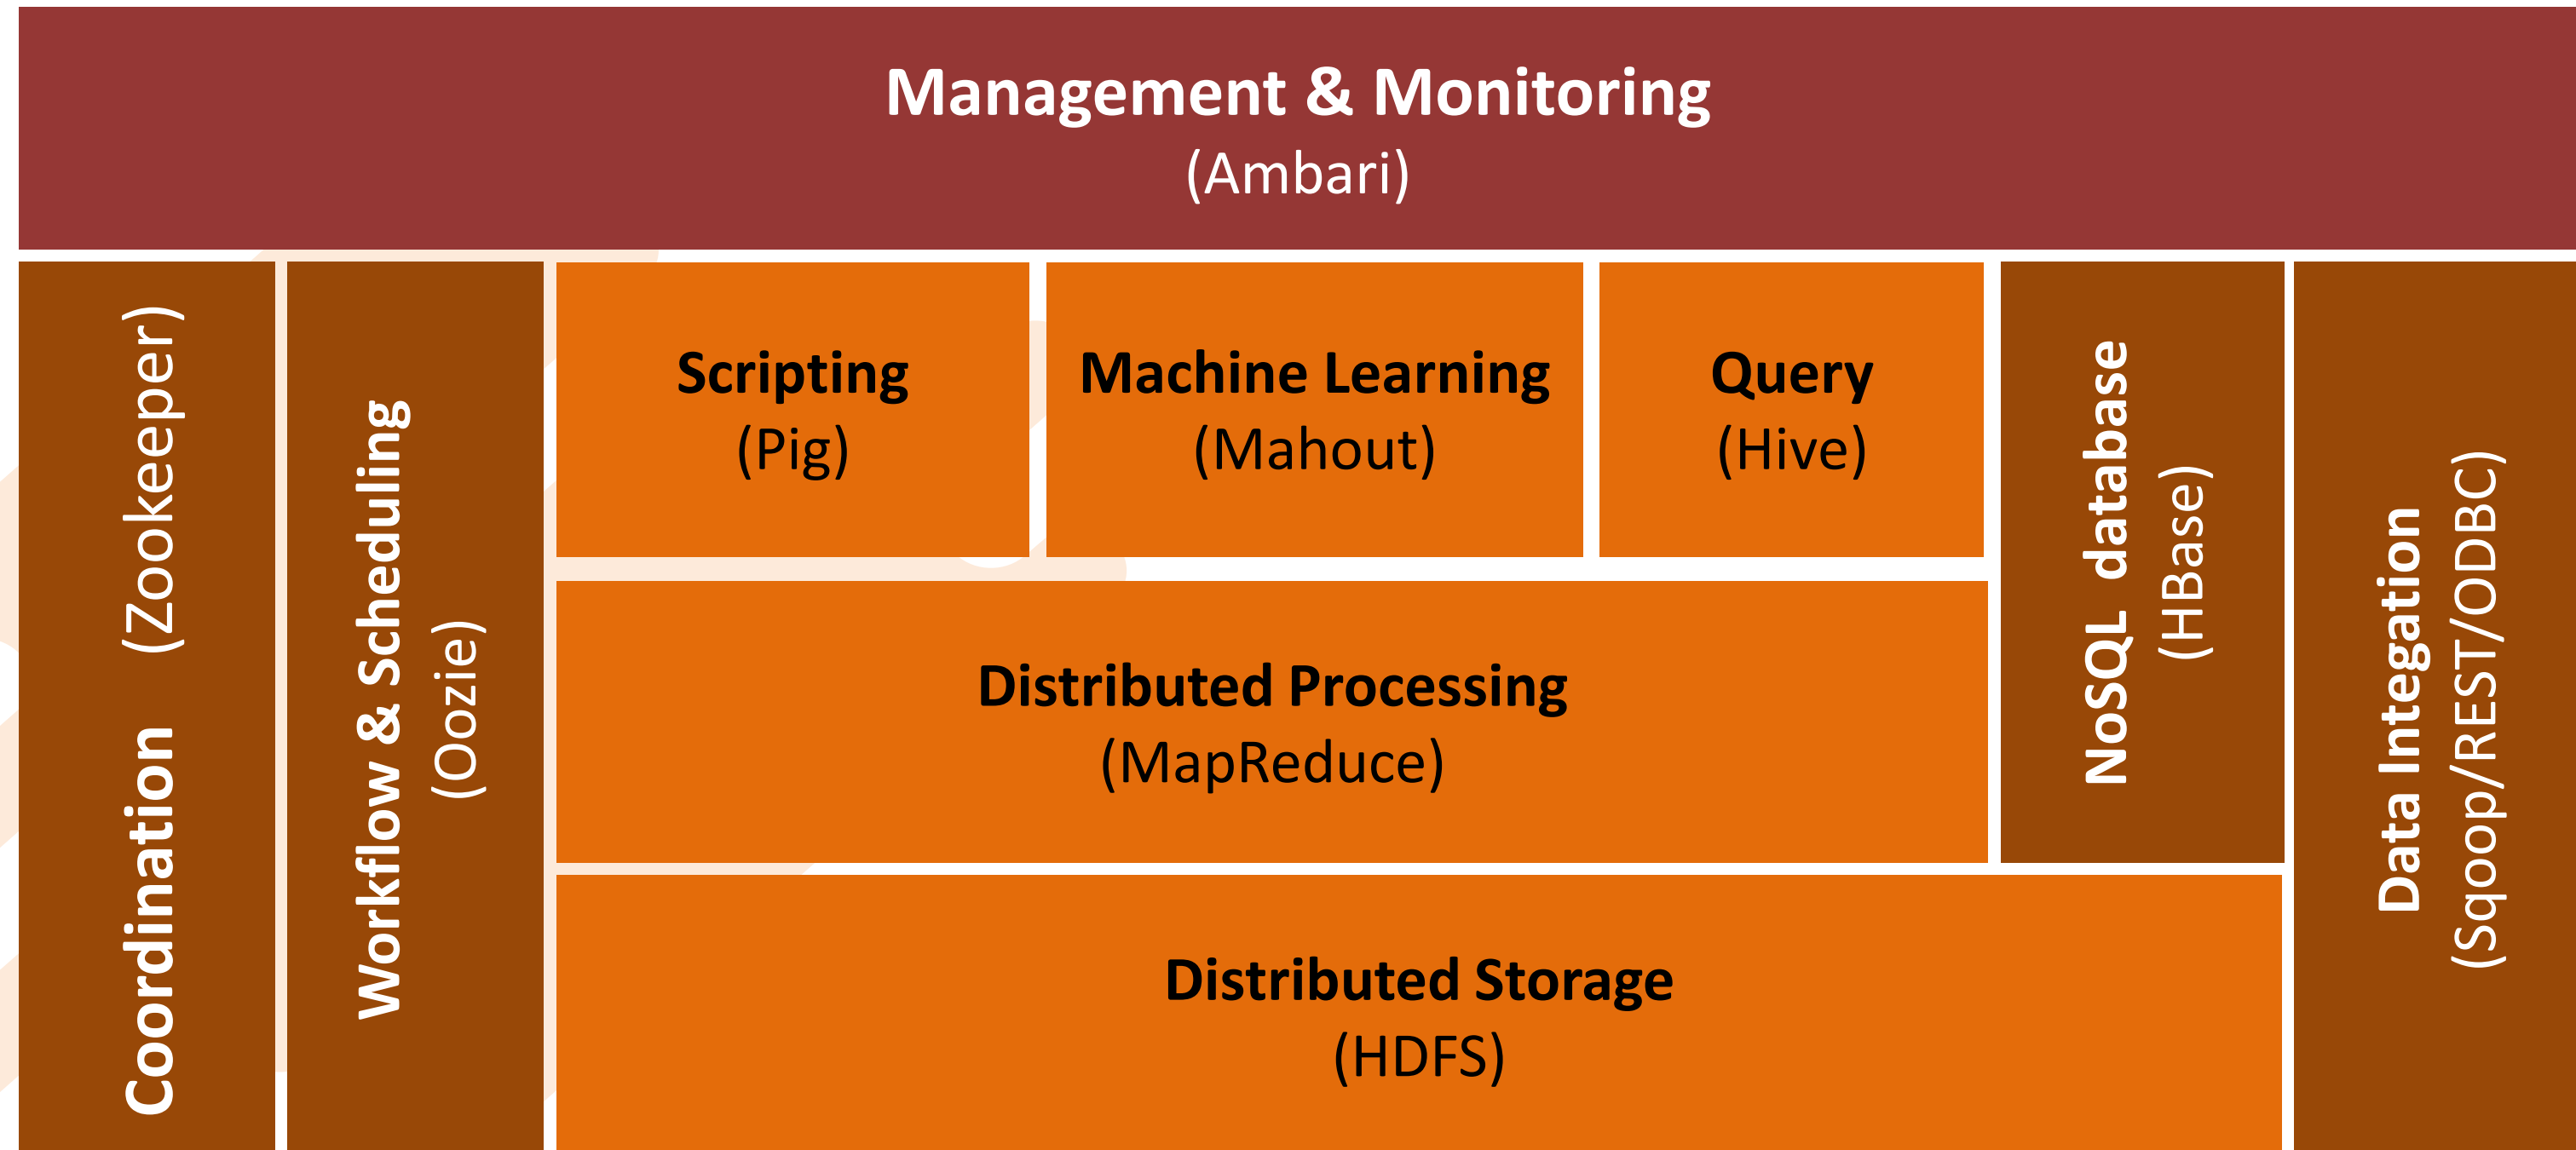 Management & Monitoring
(Ambari)
Coordination (Zookeeper)
Workflow & Scheduling
(Oozie)
Scripting
(Pig)
Machine Learning
(Mahout)
Query
(Hive)
Distributed Processing
(MapReduce)
Distributed Storage
(HDFS)
NoSQL database
(HBase)
Data Integation
(Sqoop/REST/ODBC)